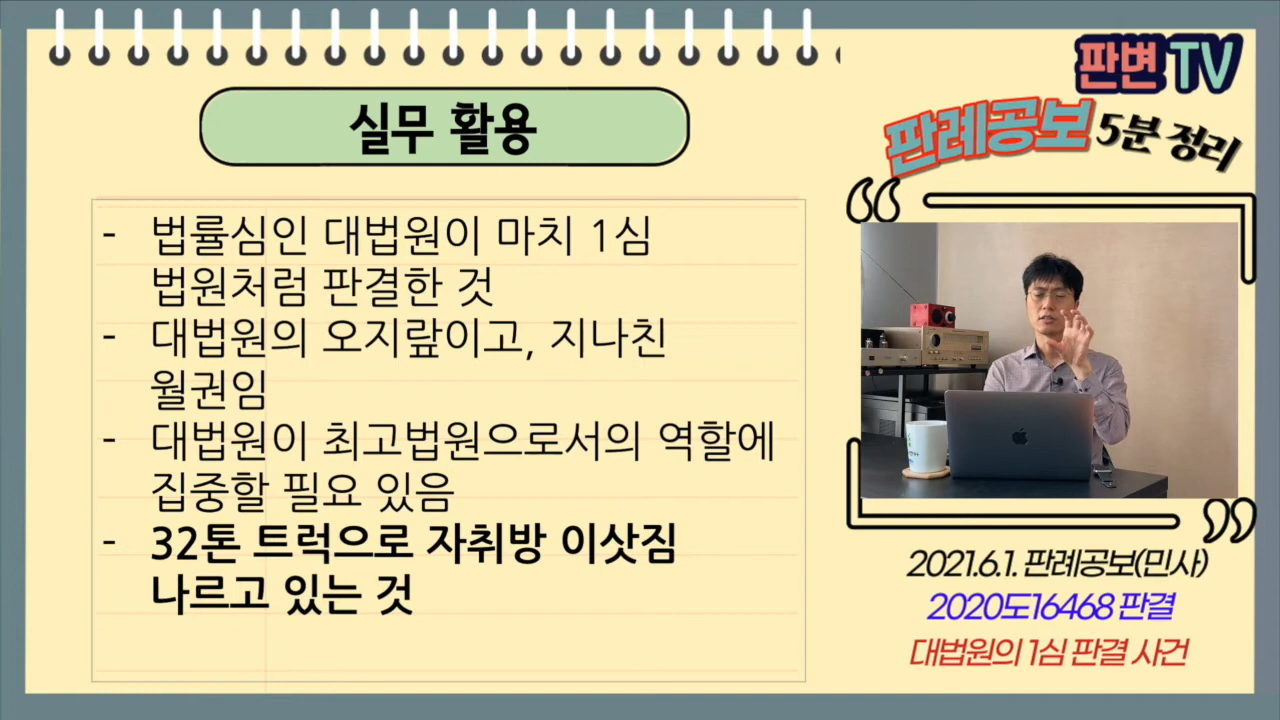 판변 TV
판례공보 5분 정리
실무 활용
- 법률심인 대법원이 마치 1심
법원처럼 판결한 것
- 대법원의 오지랖이고, 지나친
월권임
- 대법원이 최고법원으로서의 역할에
집중할 필요 있음
- 32톤 트럭으로 자취방 이삿짐
나르고 있는 것
2021.6.1. 판례공보(민사)
2020도16468 판결
대법원의 1심 판결 사건